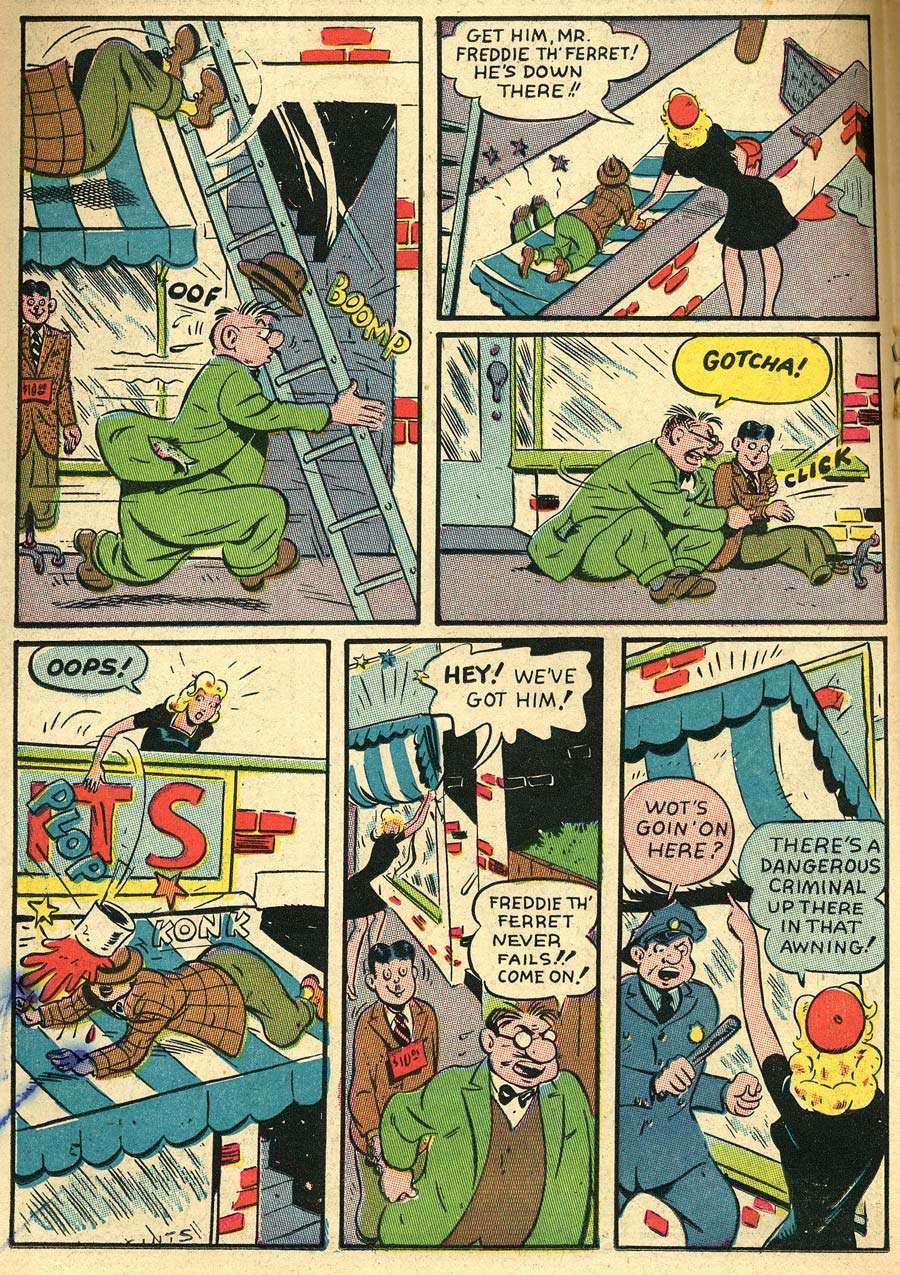 OOF
BOOMP
$10.00
GET HIM, MR.
FREDDIE TH' FERRET!
HE'S DOWN
THERE!!
GOTCHA!
CLICK
OOPS!
TS
PLOP
KONK
HEY! WE'VE
GOT HIM!
FREDDIE TH'
FERRET
NEVER
FAILS!!
COME ON!
$10.00
WOT'S
GOIN' ON
HERE?
THERE'S A
DANGEROUS
CRIMINAL
UP THERE
IN THAT
AWNING!